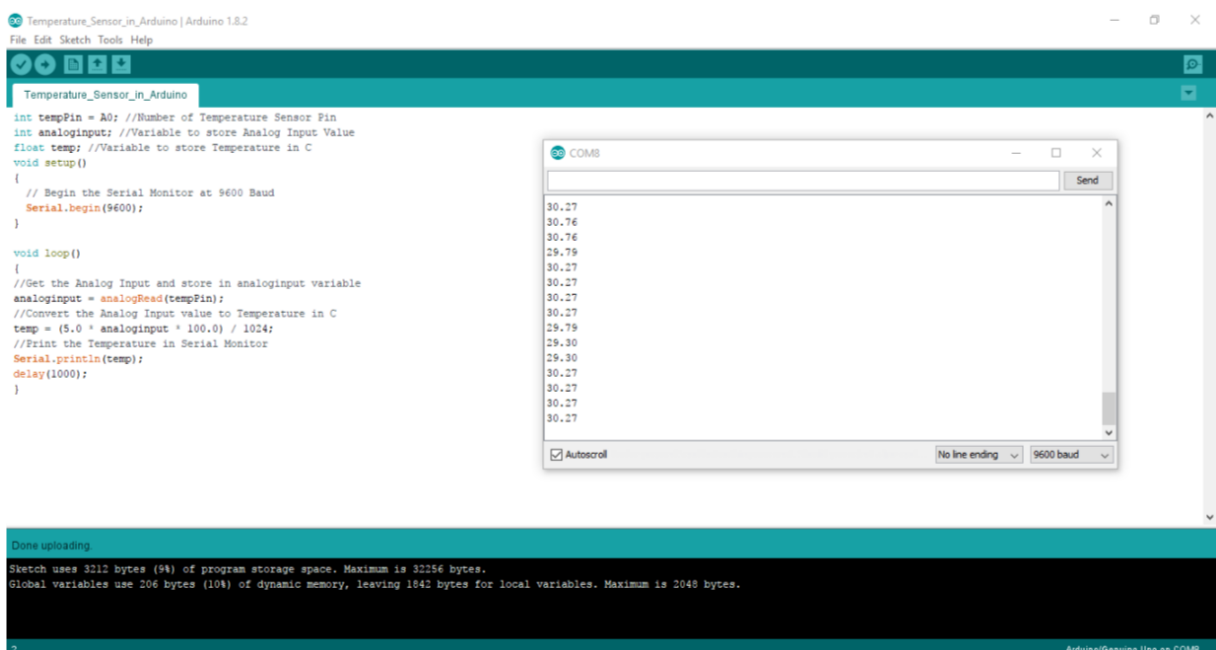 Temperature_Sensor_in_Arduino | Arduino 1.8.2
File Edit Sketch Tools Help
Temperature_Sensor_in_Arduino
int tempPin = A0; //Number of Temperature Sensor Pin
int analoginput; //Variable to store Analog Input Value
float temp; //Variable to store Temperature in C
void setup()
{
// Begin the Serial Monitor at 9600 Baud
Serial.begin(9600);
}
void loop()
{
//Get the Analog Input and store in analoginput variable
analoginput = analogRead(tempPin);
//Convert the Analog Input value to Temperature in C
temp = (5.0 * analoginput * 100.0) / 1024;
//Print the Temperature in Serial Monitor
Serial.println(temp);
delay(1000);
}
COM8
Send
30.27
30.76
30.76
29.79
30.27
30.27
30.27
30.27
29.79
29.30
29.30
30.27
30.27
30.27
30.27
Autoscroll
No line ending
9600 baud
Done uploading.
Sketch uses 3212 bytes (9%) of program storage space. Maximum is 32256 bytes.
Global variables use 206 bytes (10%) of dynamic memory, leaving 1842 bytes for local variables. Maximum is 2048 bytes.
Arduino/Genuino Uno on COM8